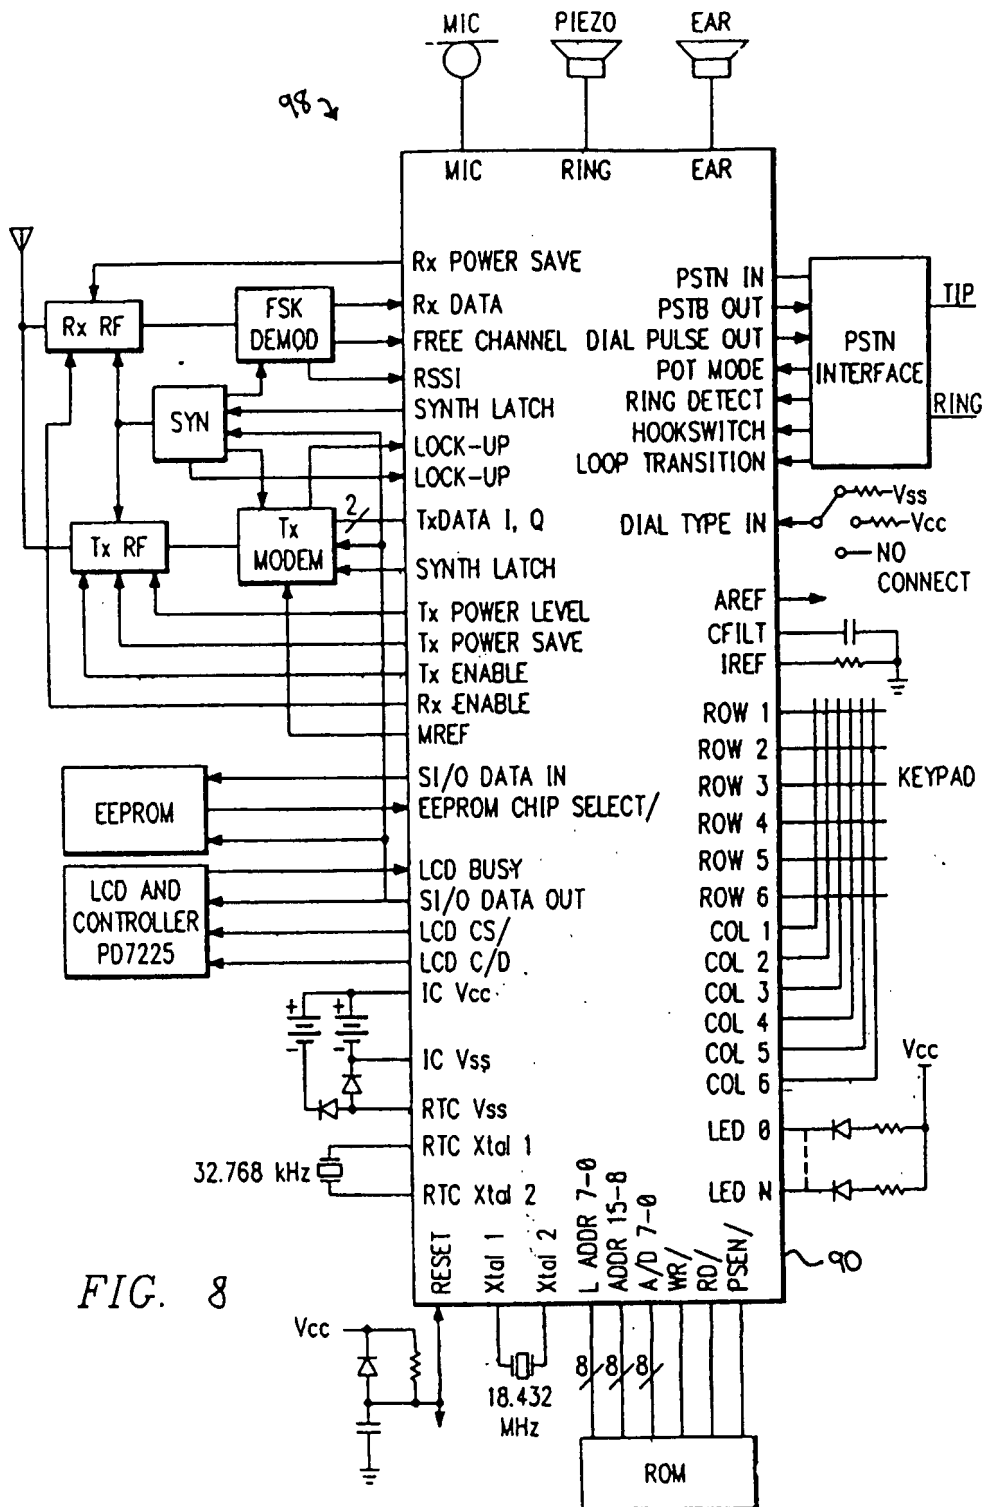 MIC
PIEZO
EAR
98
MIC
RING
EAR
Rx POWER SAVE
Rx DATA
FREE CHANNEL
RSSI
SYNTH LATCH
LOCK-UP
LOCK-UP
TxDATA I, Q
SYNTH LATCH
Tx POWER LEVEL
Tx POWER SAVE
Tx ENABLE
Rx ENABLE
MREF
SI/O DATA IN
EEPROM CHIP SELECT/
LCD BUSY
SI/O DATA OUT
LCD CS/
LCD C/D
IC Vcc
IC Vss
RTC Vss
RTC Xtal 1
RTC Xtal 2
Rx RF
FSK
DEMOD
SYN
2
Tx RF
Tx
MODEM
EEPROM
LCD AND
CONTROLLER
PD7225
+
+
-
-
32.768 kHz
PSTN IN
PSTB OUT
DIAL PULSE OUT
POT MODE
RING DETECT
HOOKSWITCH
LOOP TRANSITION
DIAL TYPE IN
AREF
CFILT
IREF
ROW 1
ROW 2
ROW 3
ROW 4
ROW 5
ROW 6
COL 1
COL 2
COL 3
COL 4
COL 5
COL 6
LED 0
LED N
PSTN
INTERFACE
TIP
RING
Vss
Vcc
NO
CONNECT
KEYPAD
Vcc
RESET
Xtal 1
Xtal 2
L ADDR 7-0
ADDR 15-8
A/D 7-0
WR/
RD/
PSEN/
90
FIG. 8
Vcc
18.432
MHz
8
8
8
ROM